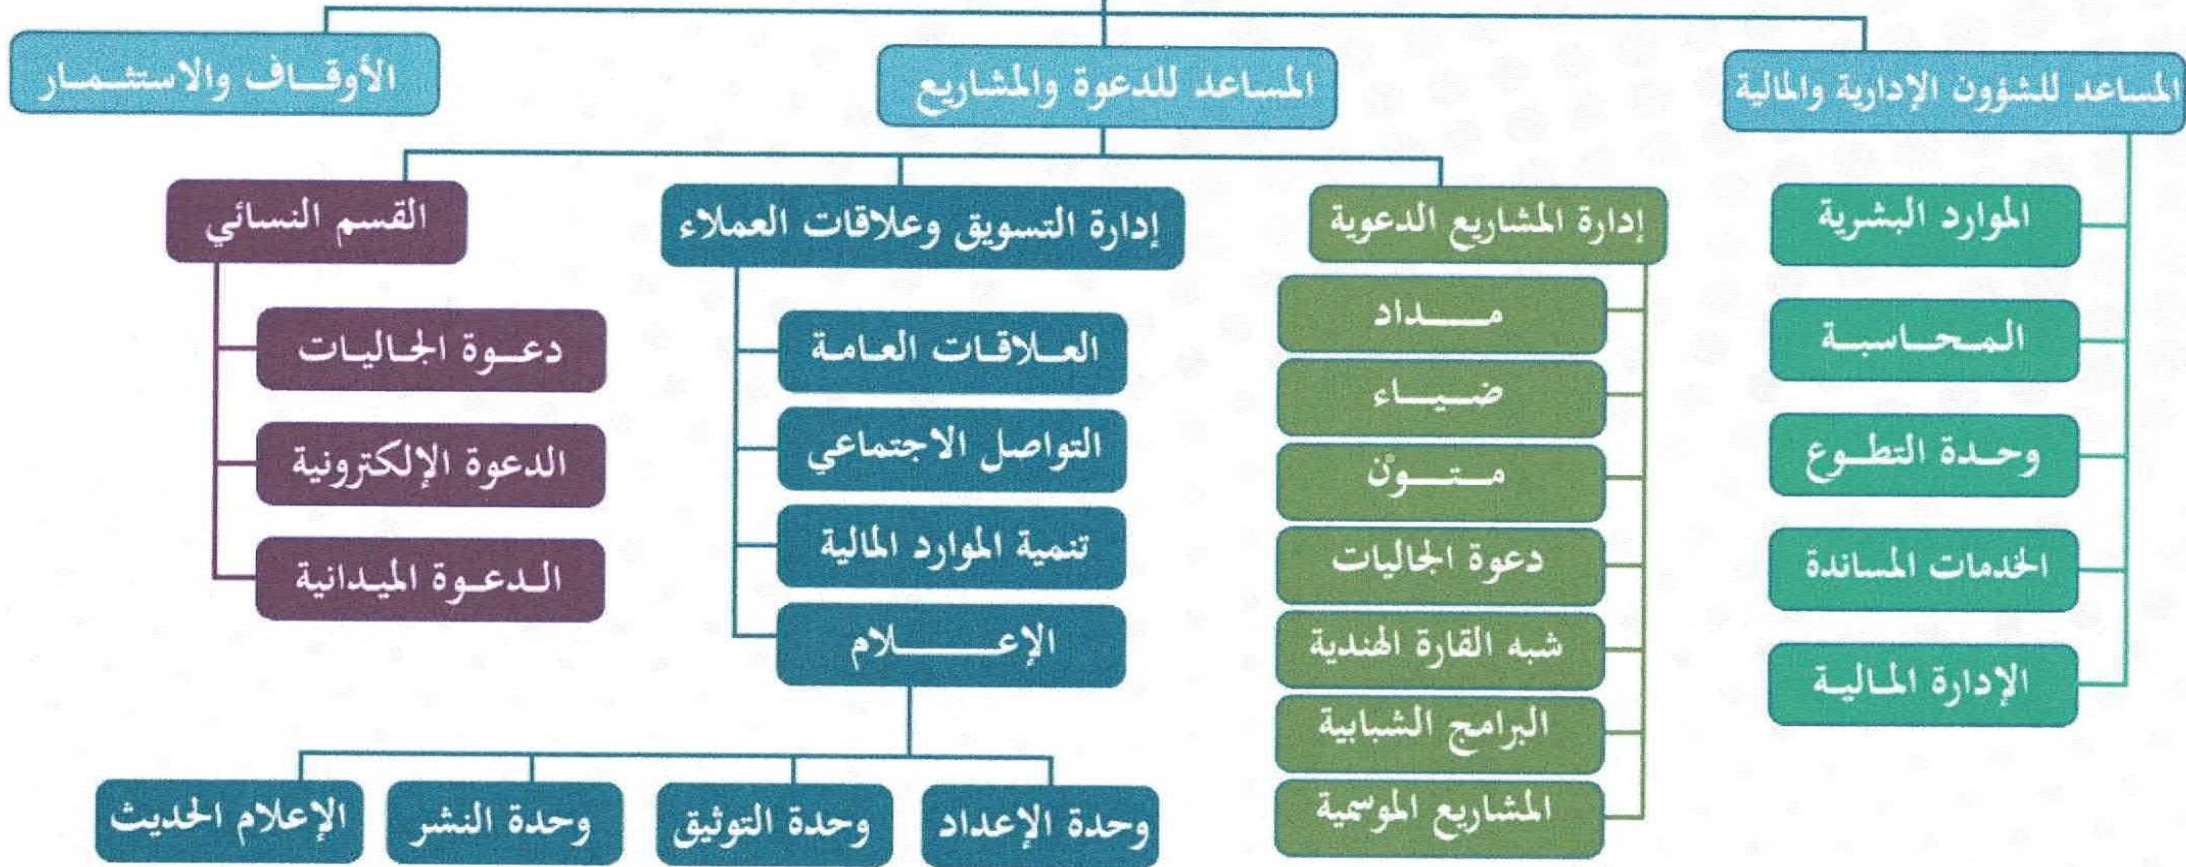 المساعد للشؤون الإدارية والمالية
المساعد للدعوة والمشاريع
الأوقاف والاستثمار
الموارد البشرية
المحاسبة
وحدة التطوع
الخدمات المساندة
الإدارة المالية
إدارة المشاريع الدعوية
مداد
ضياء
متون
دعوة الجاليات
شبه القارة الهندية
البرامج الشبابية
المشاريع الموسمية
إدارة التسويق وعلاقات العملاء
العلاقات العامة
التواصل الاجتماعي
تنمية الموارد المالية
الإعلام
وحدة الإعداد
وحدة التوثيق
وحدة النشر
الإعلام الحديث
القسم النسائي
دعوة الجاليات
الدعوة الإلكترونية
الدعوة الميدانية